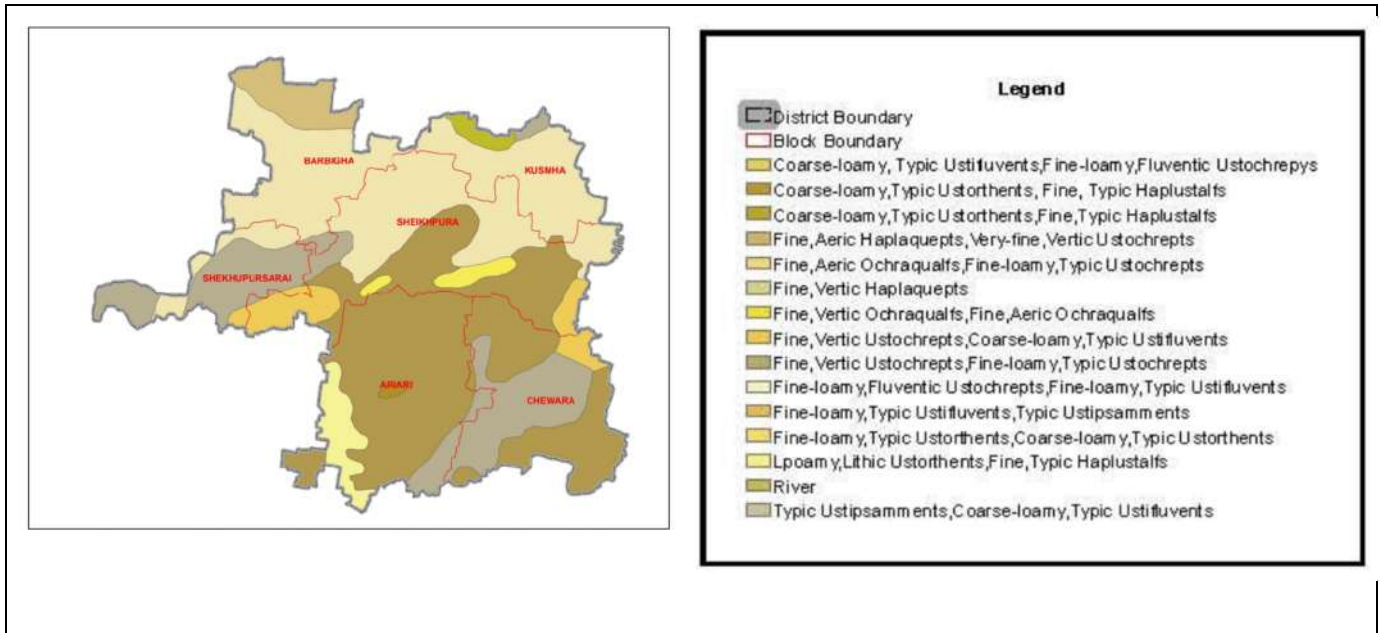 BARBIGHA
KUSMHA
SHEIKHPURA
SHEKHUPURSARAI
ARIARI
CHEWARA
Legend
District Boundary
Block Boundary
Coarse-loamy, Typic Ustifluvents,Fine-loamy,Fluventic Ustochrepys
Coarse-loamy,Typic Ustorthents, Fine, Typic Haplustalfs
Coarse-loamy,Typic Ustorthents,Fine,Typic Haplustalfs
Fine,Aeric Haplaquepts,Very-fine,Vertic Ustochrepts
Fine,Aeric Ochraqualfs,Fine-loamy,Typic Ustochrepts
Fine,Vertic Haplaquepts
Fine,Vertic Ochraqualfs,Fine,Aeric Ochraqualfs
Fine,Vertic Ustochrepts,Coarse-loamy,Typic Ustifluvents
Fine,Vertic Ustochrepts,Fine-loamy,Typic Ustochrepts
Fine-loamy,Fluventic Ustochrepts,Fine-loamy,Typic Ustifluvents
Fine-loamy,Typic Ustifluvents,Typic Ustipsamments
Fine-loamy,Typic Ustorthents,Coarse-loamy,Typic Ustorthents
Lpoamy,Lithic Ustorthents,Fine,Typic Haplustalfs
River
Typic Ustipsamments,Coarse-loamy,Typic Ustifluvents